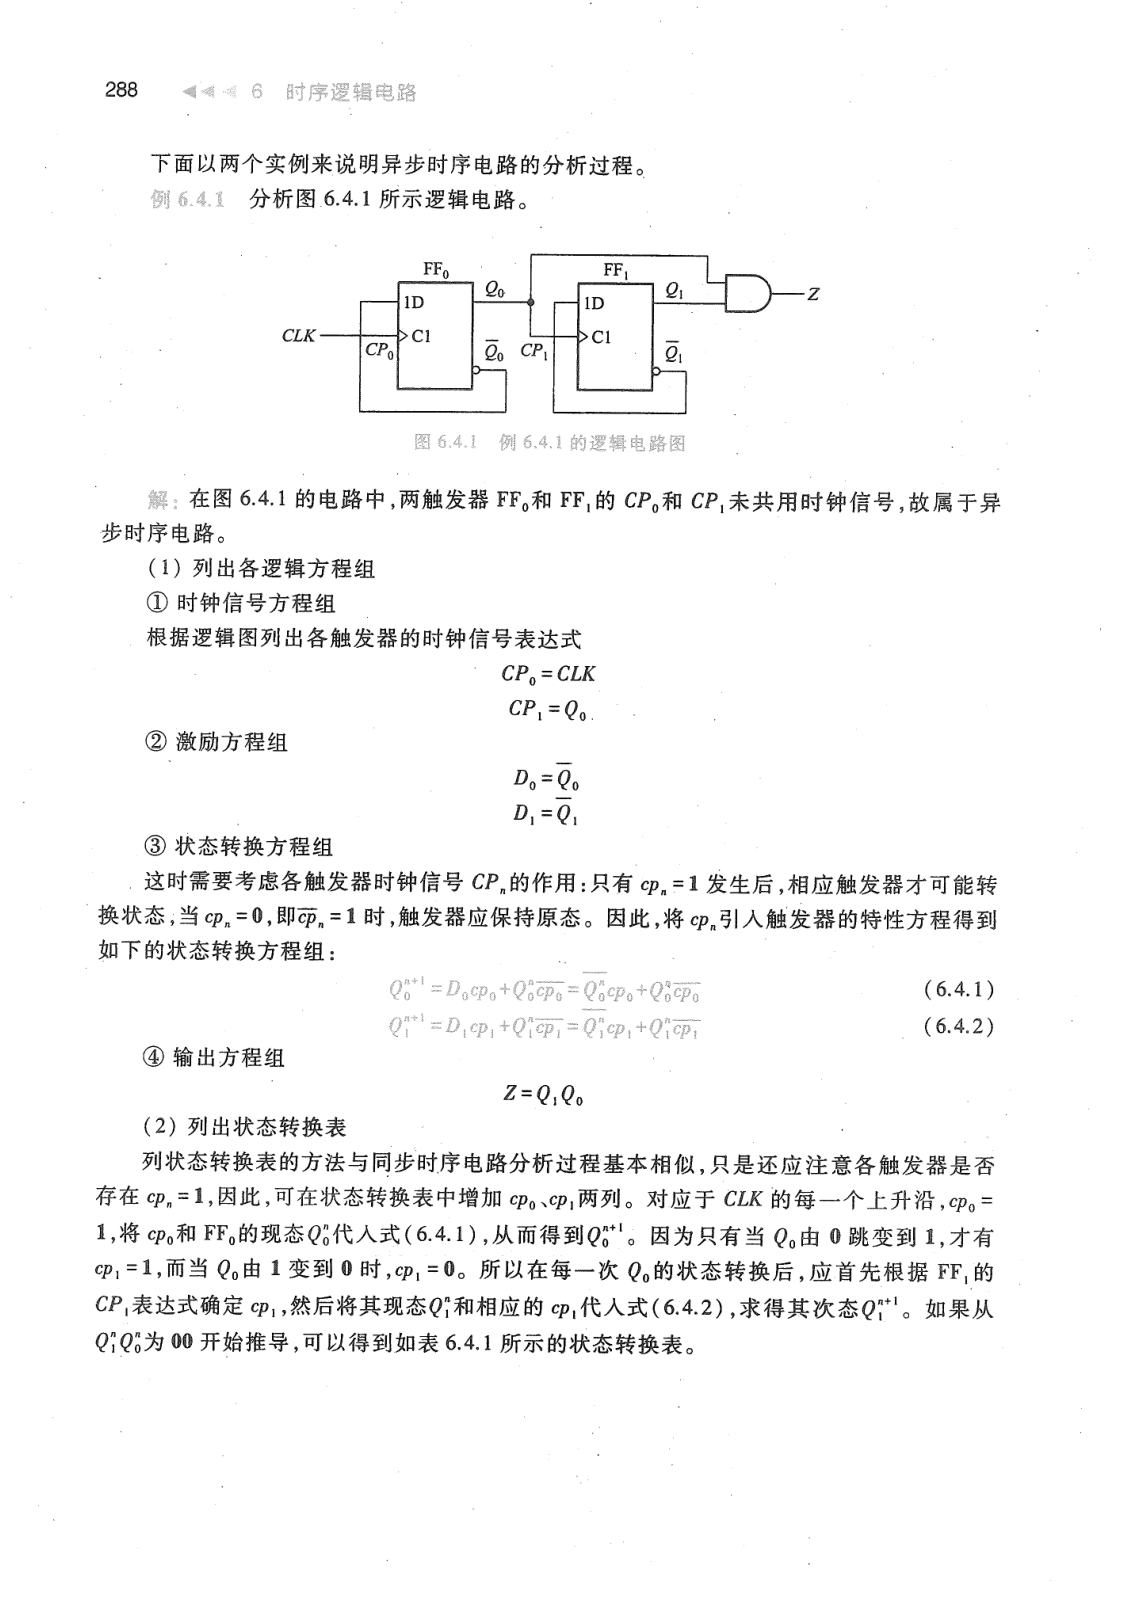 288 6 时序逻辑电路
下面以两个实例来说明异步时序电路的分析过程。
例 6.4.1 分析图 6.4.1 所示逻辑电路。
FF₀ FF₁
Q₀ Q₁
1D 1D Z
CLK C1 C1
CP₀ Q̅₀ CP₁ Q̅₁
图 6.4.1 例 6.4.1 的逻辑电路图
解：在图 6.4.1 的电路中,两触发器 FF₀和 FF₁的 CP₀和 CP₁未共用时钟信号,故属于异
步时序电路。
(1) 列出各逻辑方程组
① 时钟信号方程组
根据逻辑图列出各触发器的时钟信号表达式
CP₀=CLK
CP₁=Q₀
② 激励方程组
D₀=Q̅₀
D₁=Q̅₁
③ 状态转换方程组
这时需要考虑各触发器时钟信号 CPₙ的作用:只有 cpₙ=1 发生后,相应触发器才可能转
换状态,当 cpₙ=0,即c̅p̅ₙ=1 时,触发器应保持原态。因此,将 cpₙ引入触发器的特性方程得到
如下的状态转换方程组:
Q₀ⁿ⁺¹=D₀cp₀+Q₀ⁿc̅p̅₀=Q̅₀ⁿcp₀+Q₀ⁿc̅p̅₀ (6.4.1)
Q₁ⁿ⁺¹=D₁cp₁+Q₁ⁿc̅p̅₁=Q̅₁ⁿcp₁+Q₁ⁿc̅p̅₁ (6.4.2)
④ 输出方程组
Z=Q₁Q₀
(2) 列出状态转换表
列状态转换表的方法与同步时序电路分析过程基本相似,只是还应注意各触发器是否
存在 cpₙ=1,因此,可在状态转换表中增加 cp₀、cp₁两列。对应于 CLK 的每一个上升沿,cp₀=
1,将 cp₀和 FF₀的现态Q₀ⁿ代入式(6.4.1),从而得到Q₀ⁿ⁺¹。因为只有当 Q₀由 0 跳变到 1,才有
cp₁=1,而当 Q₀由 1 变到 0 时,cp₁=0。所以在每一次 Q₀的状态转换后,应首先根据 FF₁的
CP₁表达式确定 cp₁,然后将其现态Q₁ⁿ和相应的 cp₁代入式(6.4.2),求得其次态Q₁ⁿ⁺¹。如果从
Q₁ⁿQ₀ⁿ为 00 开始推导,可以得到如表 6.4.1 所示的状态转换表。